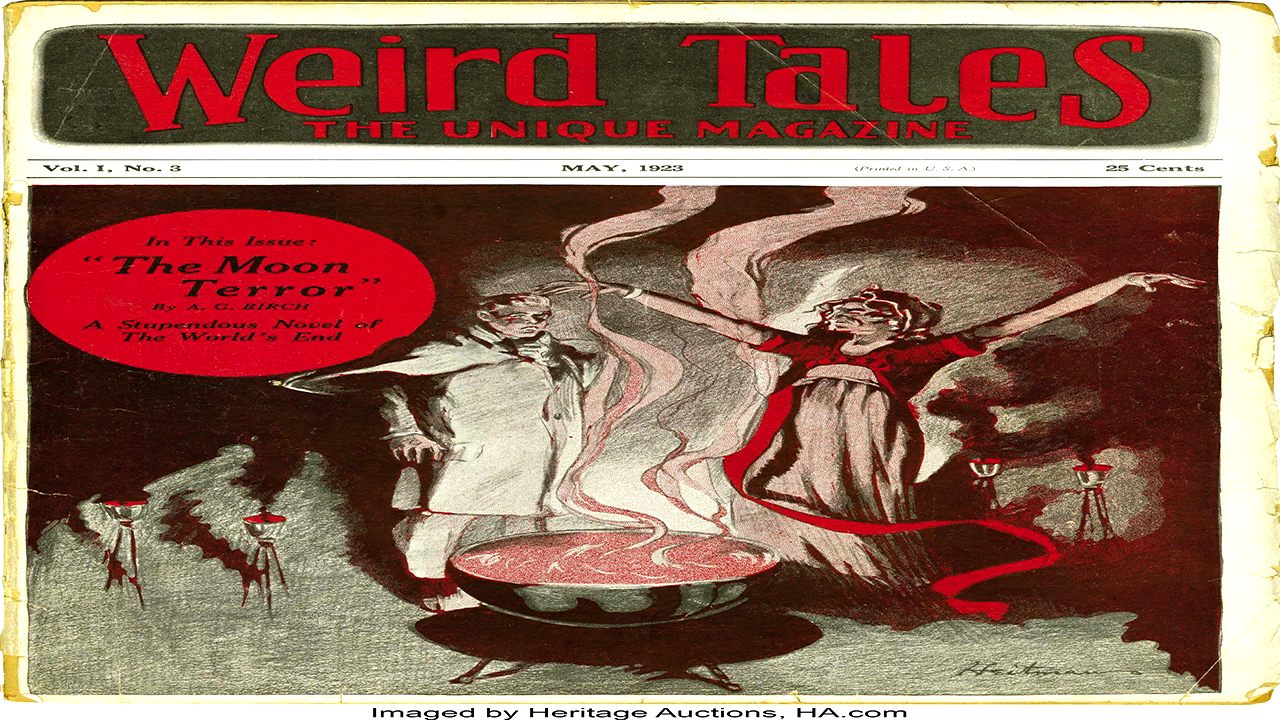 Weird Tales
THE UNIQUE MAGAZINE
Vol. I, No. 3 MAY, 1923 (Printed in U. S. A.) 25 Cents
In This Issue:
"The Moon
Terror"
By A. G. BIRCH
A Stupendous Novel of
The World's End
Heitman
Imaged by Heritage Auctions, HA.com